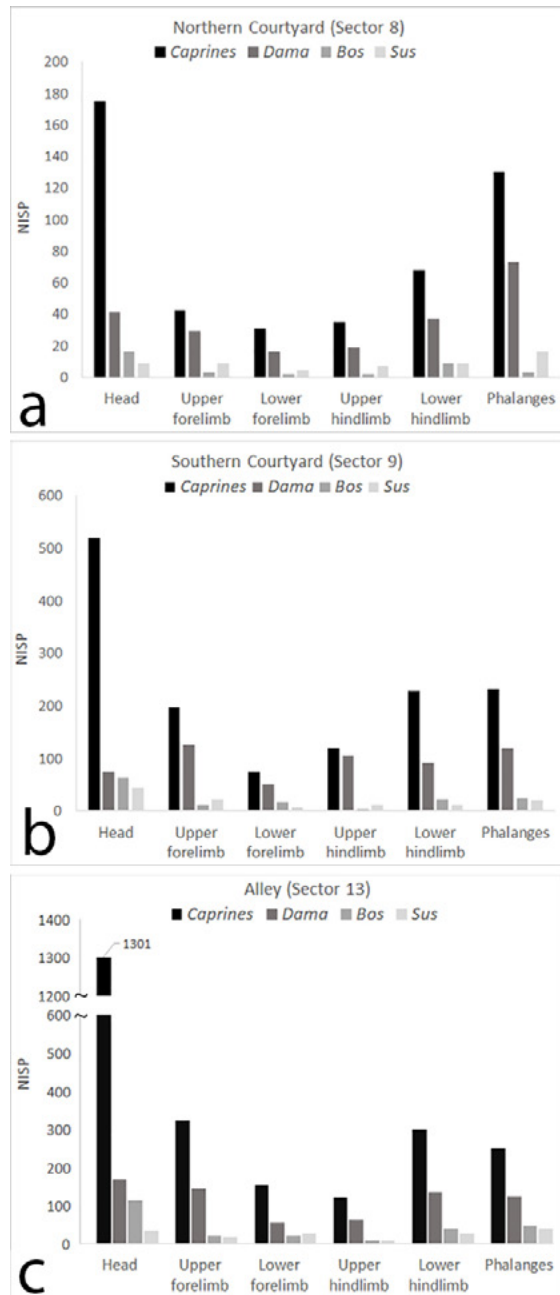 Northern Courtyard (Sector 8)
Caprines Dama Bos Sus
200
180
160
140
120
100
80
60
40
20
0
NISP
Head Upper forelimb Lower forelimb Upper hindlimb Lower hindlimb Phalanges
a
Southern Courtyard (Sector 9)
Caprines Dama Bos Sus
600
500
400
300
200
100
0
NISP
Head Upper forelimb Lower forelimb Upper hindlimb Lower hindlimb Phalanges
b
Alley (Sector 13)
Caprines Dama Bos Sus
1400
1300
1200
~ ~
600
500
400
300
200
100
0
1301
NISP
Head Upper forelimb Lower forelimb Upper hindlimb Lower hindlimb Phalanges
c